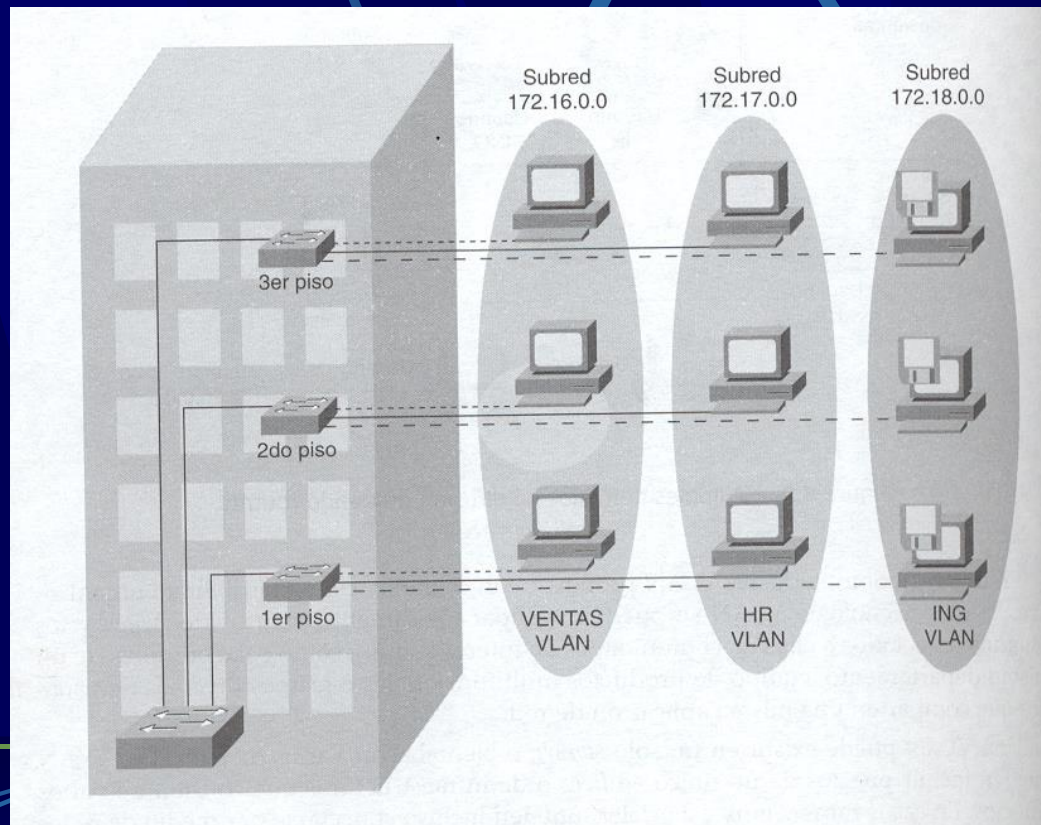 Subred
172.16.0.0
Subred
172.17.0.0
Subred
172.18.0.0
3er piso
2do piso
1er piso
VENTAS
VLAN
HR
VLAN
ING
VLAN